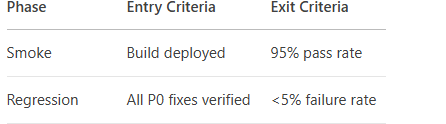 Phase Entry Criteria Exit Criteria
Smoke Build deployed 95% pass rate
Regression All P0 fixes verified <5% failure rate